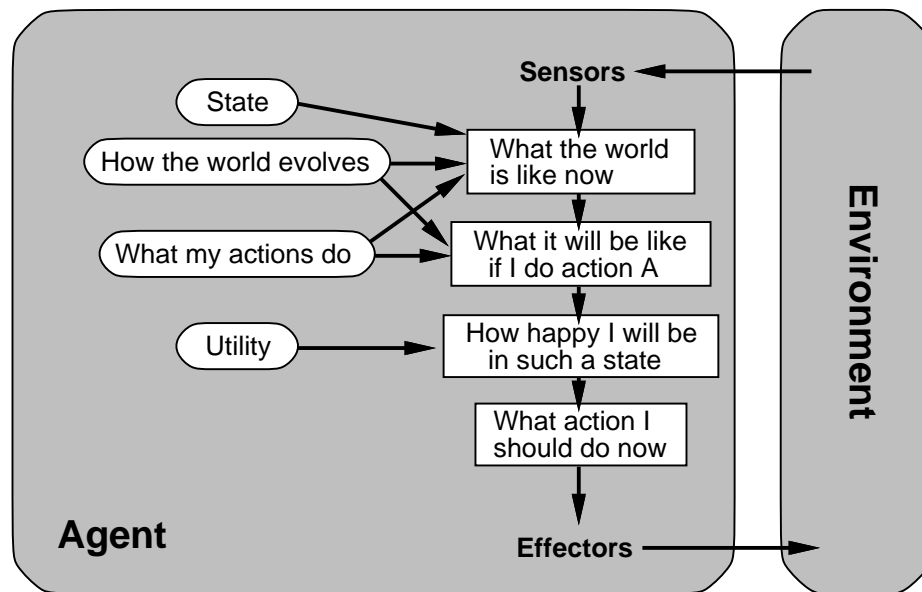 Sensors
State
What the world
is like now
How the world evolves
What my actions do
What it will be like
if I do action A
Utility
How happy I will be
in such a state
What action I
should do now
Agent
Effectors
Environment